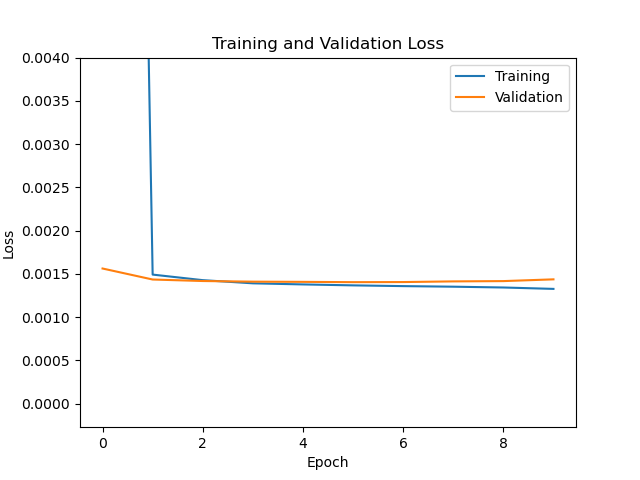 Training and Validation Loss
0.0040
0.0035
0.0030
0.0025
0.0020
0.0015
0.0010
0.0005
0.0000
Loss
Training
Validation
0 2 4 6 8
Epoch